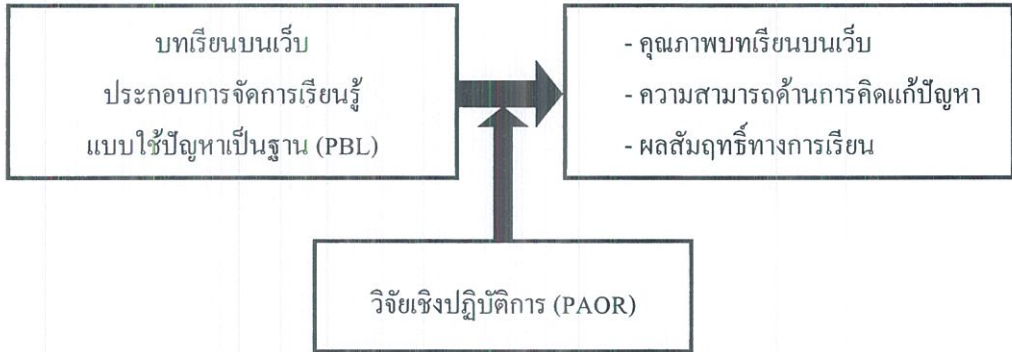 บทเรียนบนเว็บ
ประกอบการจัดการเรียนรู้
แบบใช้ปัญหาเป็นฐาน (PBL)
- คุณภาพบทเรียนบนเว็บ
- ความสามารถด้านการคิดแก้ปัญหา
- ผลสัมฤทธิ์ทางการเรียน
วิจัยเชิงปฏิบัติการ (PAOR)